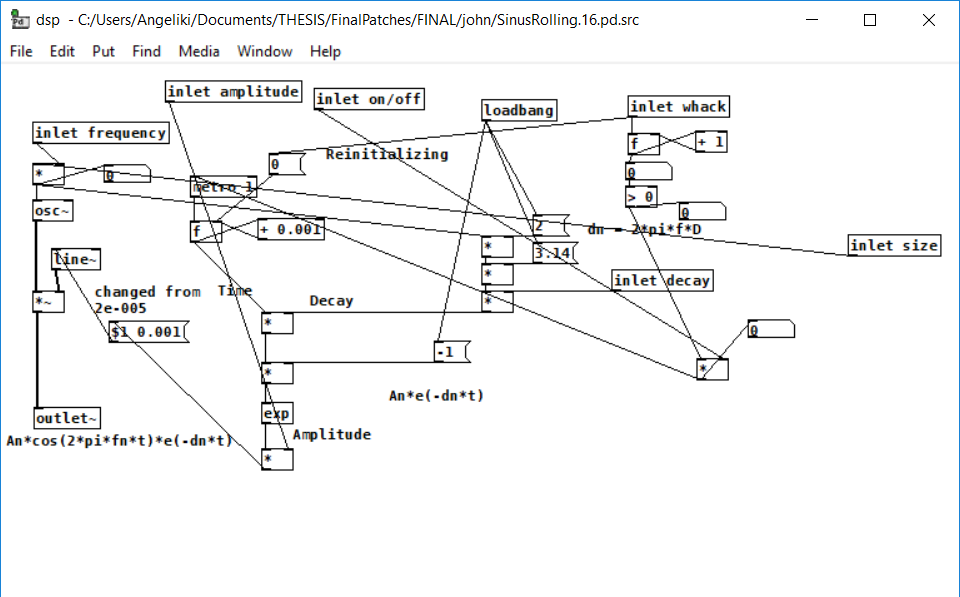 dsp - C:/Users/Angeliki/Documents/THESIS/FinalPatches/FINAL/john/SinusRolling.16.pd.src
File Edit Put Find Media Window Help
inlet amplitude
inlet on/off
loadbang
inlet whack
inlet frequency
f
+ 1
0
Reinitializing
*
0
0
metro 1
> 0
osc~
0
2
dn = 2*pi*f*D
f
+ 0.001
*
3.14
inlet size
line~
*
inlet decay
changed from
2e-005
Time
*~
Decay
*
$1 0.001
*
0
-1
*
*
An*e(-dn*t)
exp
outlet~
Amplitude
An*cos(2*pi*fn*t)*e(-dn*t)
*